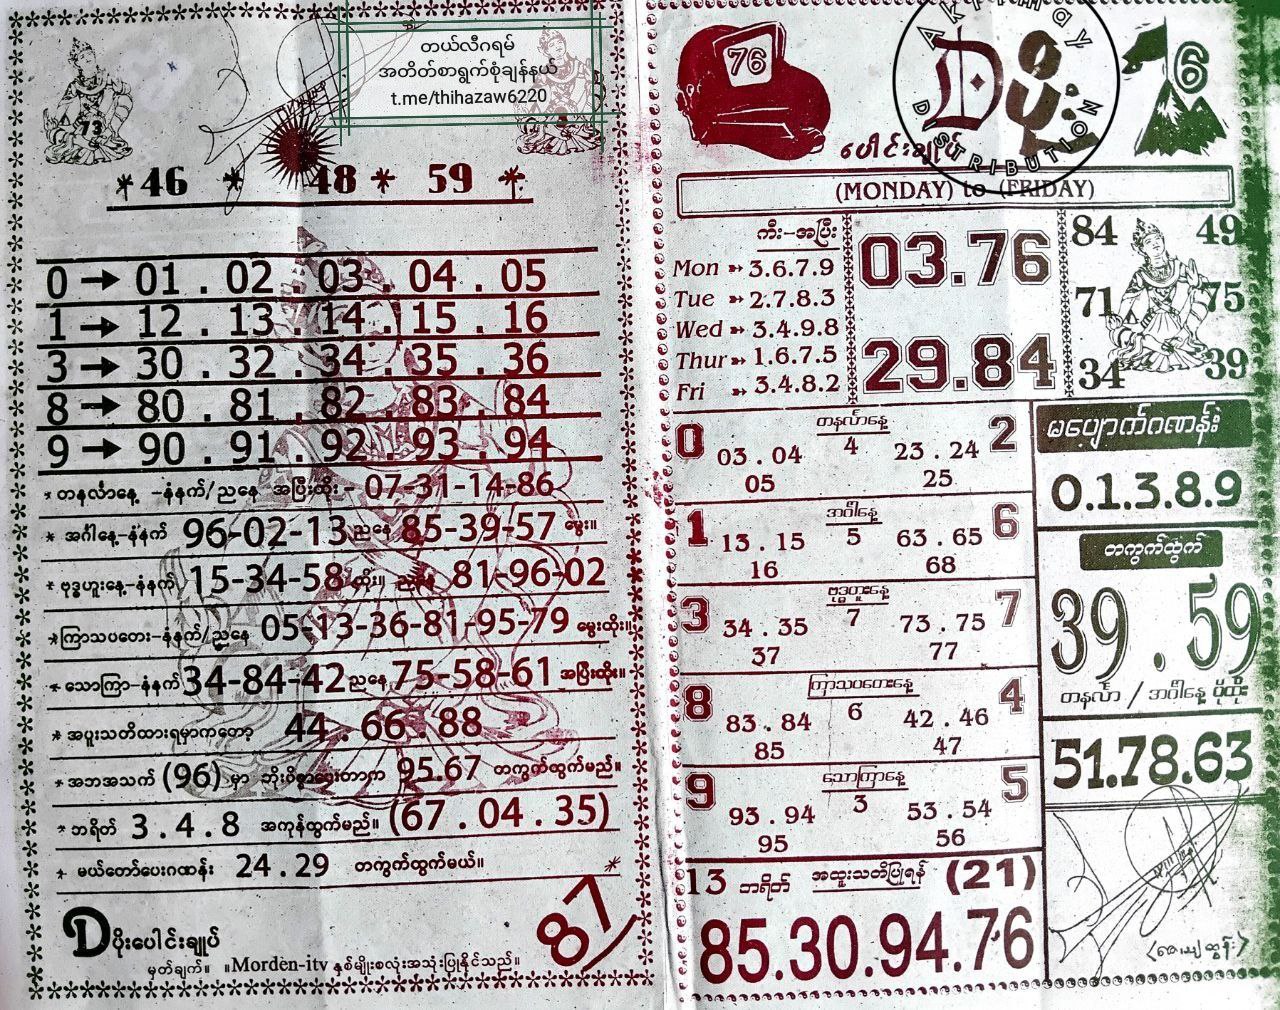 တယ်လီဂရမ်
အတိတ်စာရွက်စုံချန်နယ်
t.me/thihazaw6220
73
*46 * 48 * 59 *
0 → 01 . 02 . 03 . 04 . 05
1 → 12 . 13 . 14 . 15 . 16
3 → 30 . 32 . 34 . 35 . 36
8 → 80 . 81 . 82 . 83 . 84
9 → 90 . 91 . 92 . 93 . 94
* တနင်္လာနေ့ -နံနက်/ညနေ အပြီးထိုး- 07-31-14-86
* အင်္ဂါနေ့-နံနက် 96-02-13 ညနေ 85-39-57 မွေး။
* ဗုဒ္ဓဟူးနေ့-နံနက် 15-34-58 ထိုး။ ညနေ 81-96-02
*ကြာသပတေး-နံနက်/ညနေ 05-13-36-81-95-79 မွေးထိုး။
* သောကြာ-နံနက် 34-84-42 ညနေ 75-58-61 အပြီးထိုး။
* အပူးသတိထားရမှာကတော့ 44.66.88
* အဘအသက် (96) မှာ ဘိုးဗိဇာပေးတာက 95.67 တကွက်ထွက်မည်။
* ဘရိတ် 3.4.8 အကုန်ထွက်မည်။ (67.04.35)
* မယ်တော်ပေးဂဏန်း 24.29 တကွက်ထွက်မယ်။
D ပိုးပေါင်းချုပ်
87
မှတ်ချက်။ ။Morden-itv နှစ်မျိုးစလုံးအသုံးပြုနိုင်သည်။
76
ပေါင်းချုပ်
Akthay
Di
DISTRIBUTION
6
(MONDAY) to (FRIDAY)
ကီး-အပြီး
Mon ➳ 3.6.7.9
Tue ➳ 2.7.8.3
Wed ➳ 3.4.9.8
Thur ➳ 1.6.7.5
Fri ➳ 3.4.8.2
03.76
29.84
84 49
71 75
34 39
တနင်္လာနေ့
0 03.04 4 23.24 2
05 25
အင်္ဂါနေ့
1 13.15 5 63.65 6
16 68
ဗုဒ္ဓဟူးနေ့
3 34.35 7 73.75 7
37 77
ကြာသပတေးနေ့
8 83.84 6 42.46 4
85 47
သောကြာနေ့
9 93.94 3 53.54 5
95 56
13 ဘရိတ် အထူးသတိပြုရန် (21)
85.30.94.76
မပျောက်ဂဏန်း
0.1.3.8.9
တကွက်ထွက်
39.59
တနင်္လာ / အင်္ဂါနေ့ ပိုထိုး
51.78.63